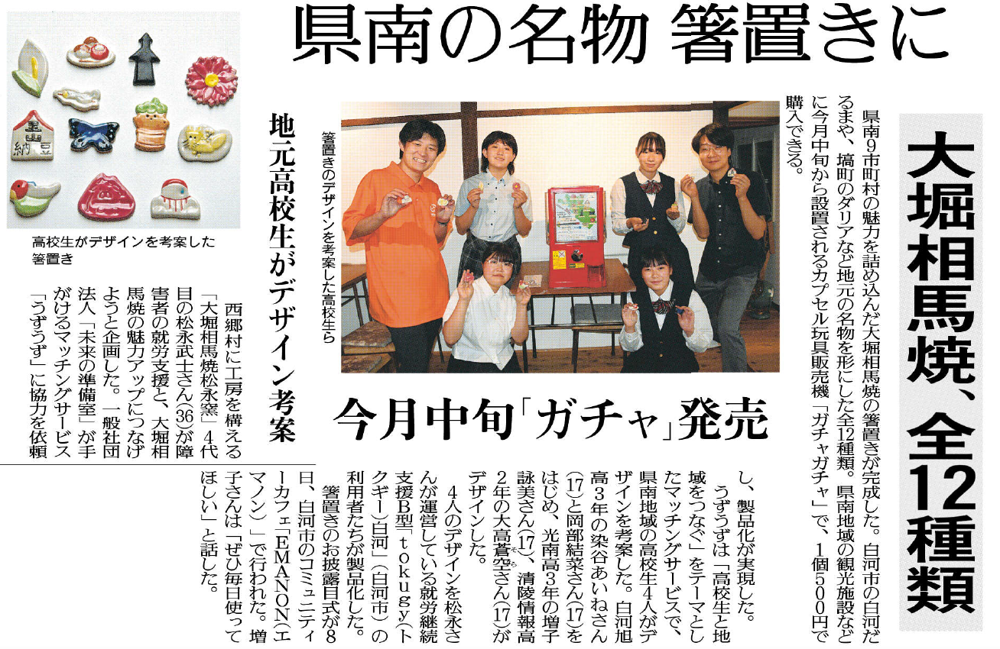 県南の名物 箸置きに
大堀相馬焼、全12種類
今月中旬「ガチャ」発売
地元高校生がデザイン考案
県南9市町村の魅力を詰め込んだ大堀相馬焼の箸置きが完成した。白河市の白河だ
るまや、塙町のダリアなど地元の名物を形にした全12種類。県南地域の観光施設など
に今月中旬から設置されるカプセル玩具販売機「ガチャガチャ」で、1個500円で
購入できる。
箸置きのデザインを考案した高校生ら
納豆
高校生がデザインを考案した
箸置き
西郷村に工房を構える
「大堀相馬焼松永窯」4代
目の松永武士さん(36)が障
害者の就労支援と、大堀相
馬焼の魅力アップにつなげ
ようと企画した。一般社団
法人「未来の準備室」が手
がけるマッチングサービス
「うずうず」に協力を依頼
し、製品化が実現した。
うずうずは「高校生と地
域をつなぐ」をテーマとし
たマッチングサービスで、
県南地域の高校生4人がデ
ザインを考案した。白河旭
高3年の染谷あいねさん
(17)と岡部結菜さん(17)を
はじめ、光南高3年の増子
詠美さん(17)、清陵情報高
2年の大高蒼空さん(17)が
そら
デザインした。
4人のデザインを松永さ
んが運営している就労継続
支援B型「tokugy(ト
クギー)白河」(白河市)の
利用者たちが製品化した。
箸置きのお披露目式が8
日、白河市のコミュニティ
ーカフェ「EMANON(エ
マノン)」で行われた。増
子さんは「ぜひ毎日使って
ほしい」と話した。